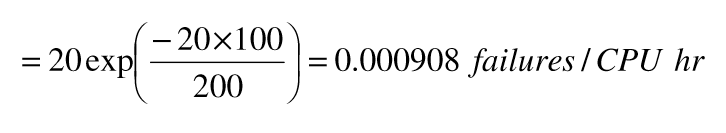 = 20 exp(−20×100 / 200) = 0.000908 failures / CPU hr